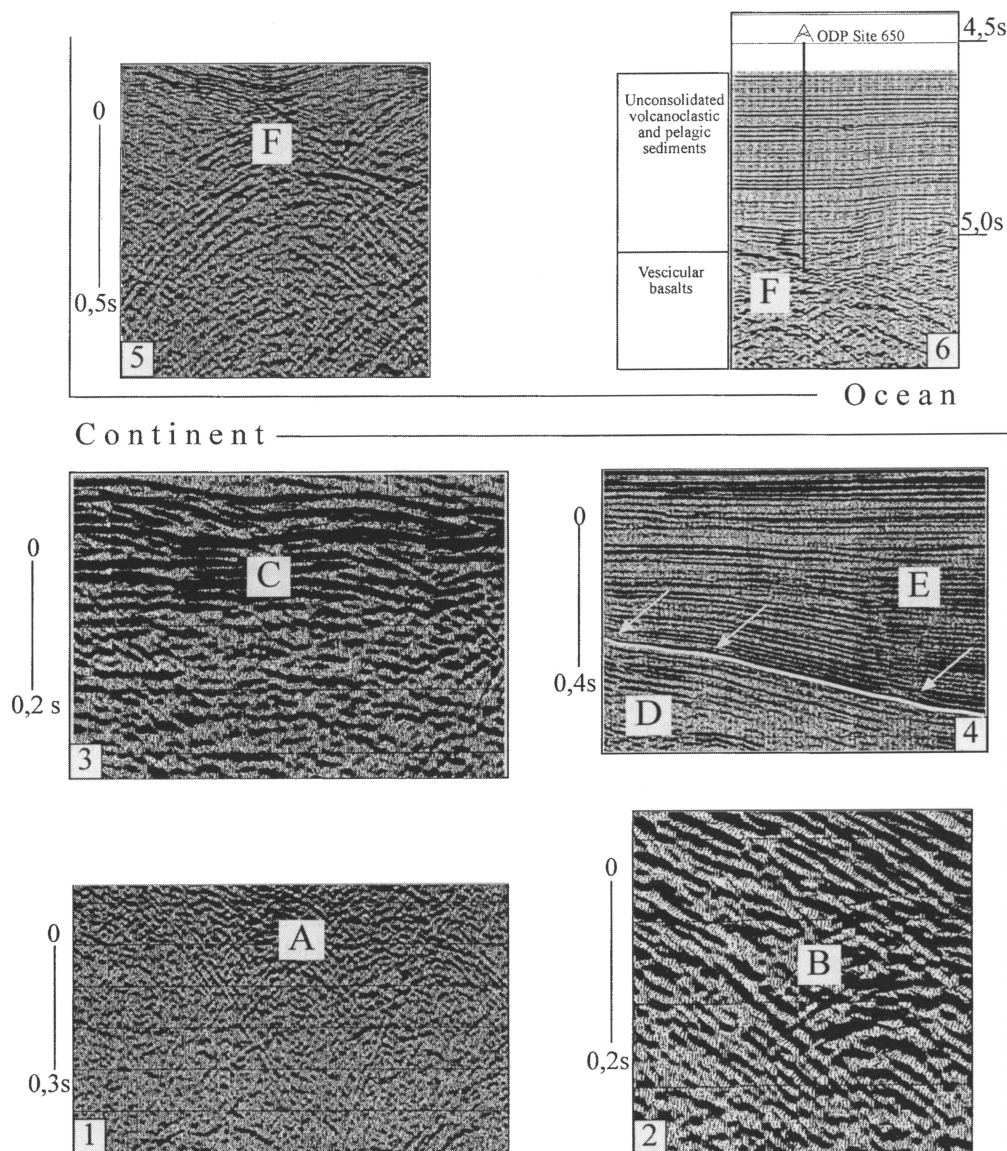 ODP Site 650
4,5s
0
F
0,5s
5
Unconsolidated
volcanoclastic
and pelagic
sediments
5,0s
Vescicular
basalts
F
6
Ocean
Continent
0
C
0,2 s
3
0
E
0,4s
D
4
0
A
0,3s
1
0
B
0,2s
2